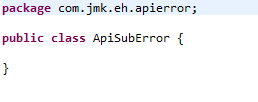 package com.jmk.eh.apierror;
public class ApiSubError {
}